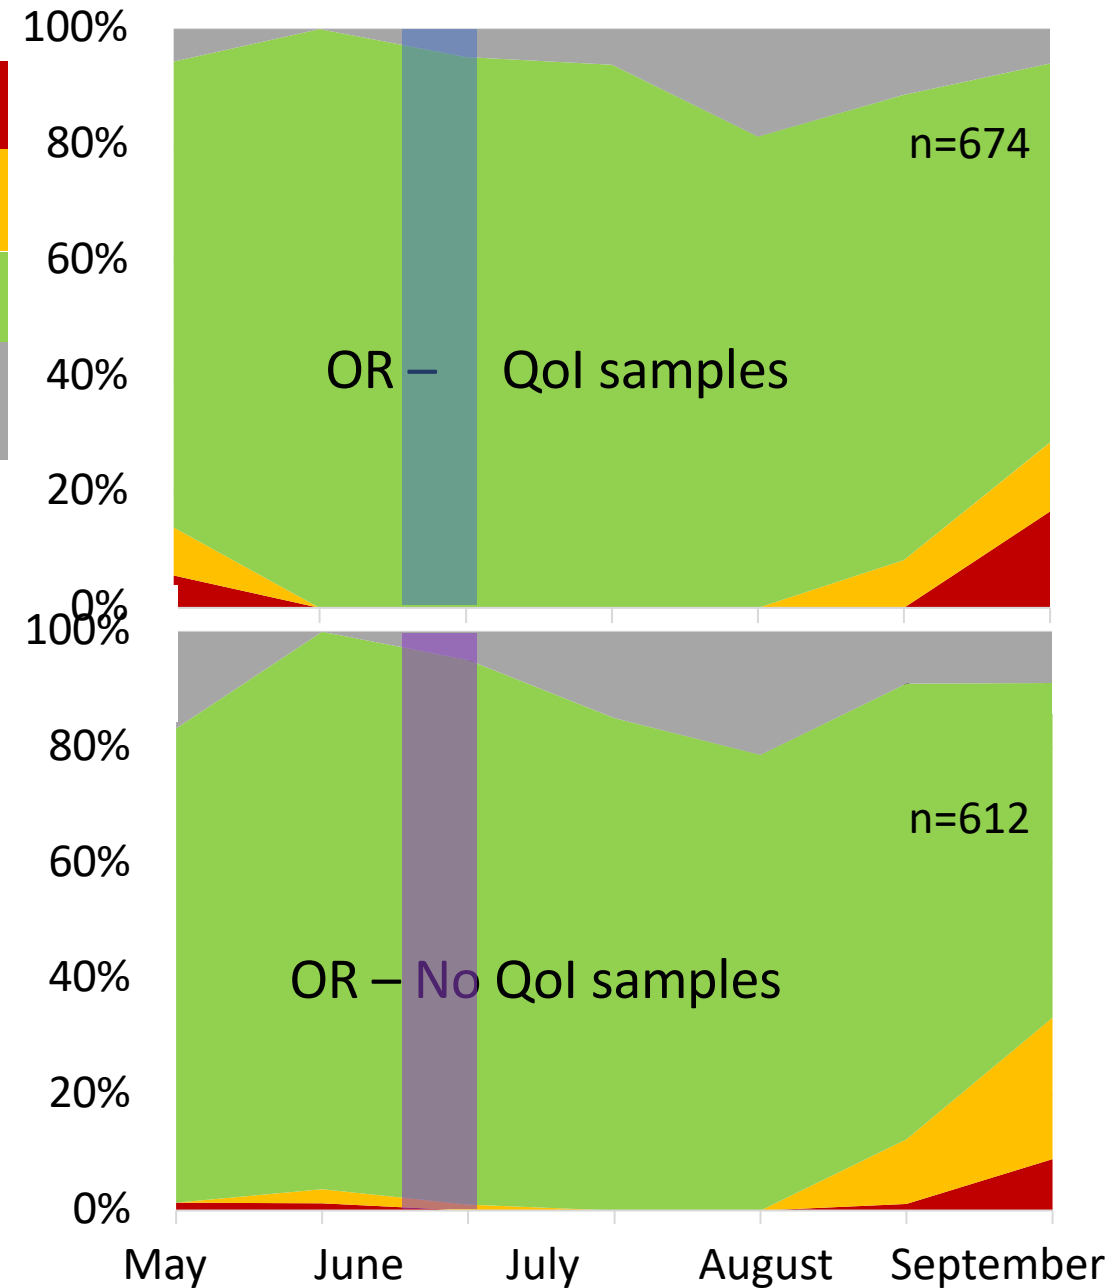 100%
80%
n=674
60%
40%
OR – QoI samples
20%
0%
100%
80%
n=612
60%
40%
OR – No QoI samples
20%
0%
May June July August September